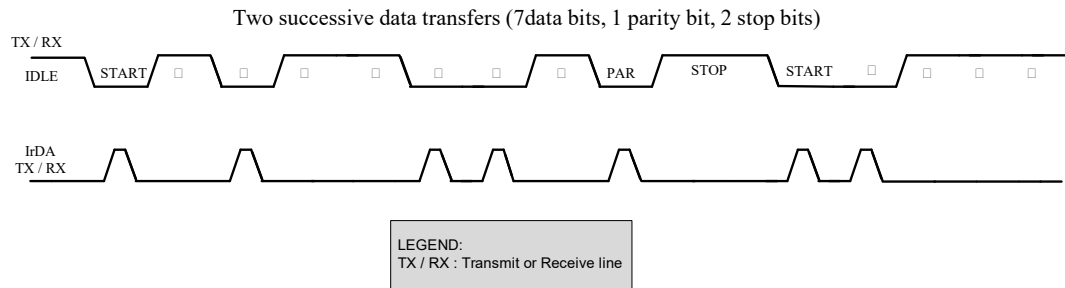 Two successive data transfers (7data bits, 1 parity bit, 2 stop bits)
TX / RX
IDLE START PAR STOP START
IrDA
TX / RX
LEGEND:
TX / RX : Transmit or Receive line